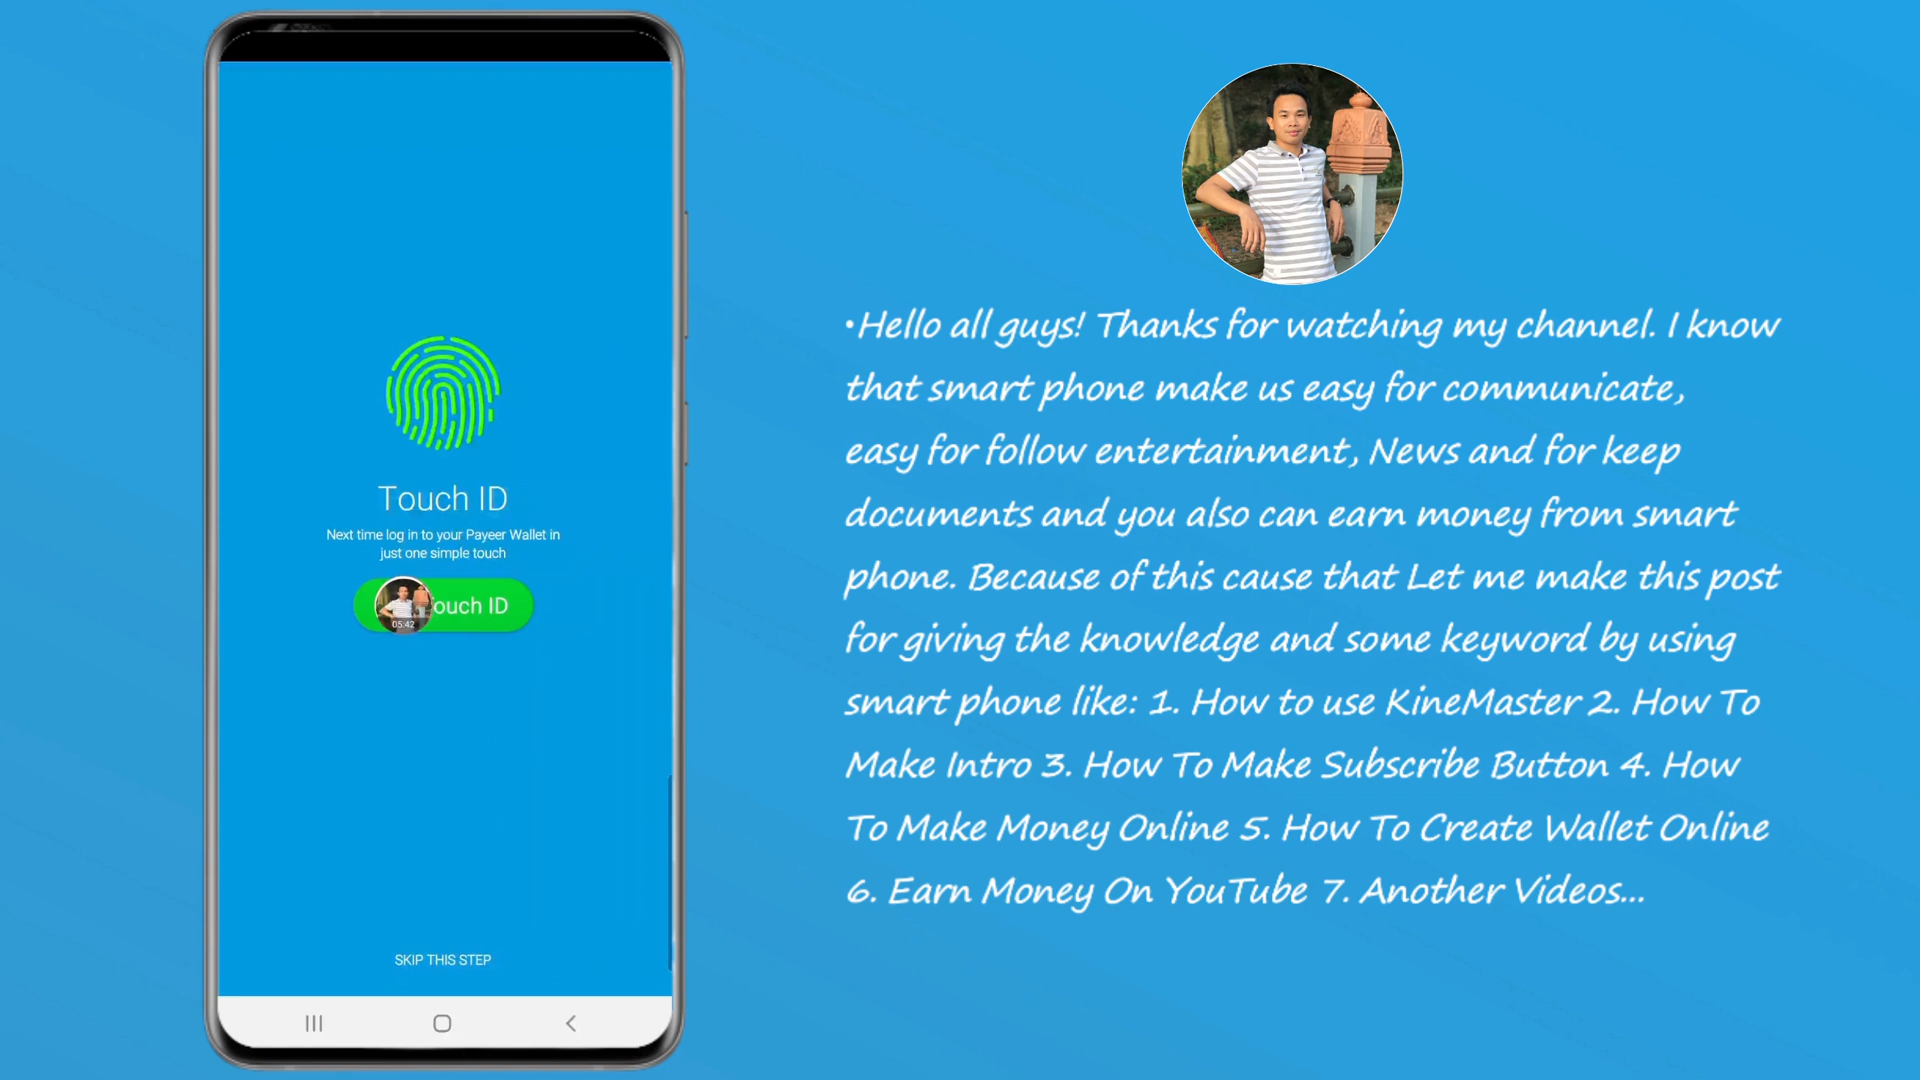 Touch ID
Next time log in to your Payeer Wallet in
just one simple touch
ouch ID
05:42
SKIP THIS STEP
•Hello all guys! Thanks for watching my channel. I know
that smart phone make us easy for communicate,
easy for follow entertainment, News and for keep
documents and you also can earn money from smart
phone. Because of this cause that Let me make this post
for giving the knowledge and some keyword by using
smart phone like: 1. How to use KineMaster 2. How To
Make Intro 3. How To Make Subscribe Button 4. How
To Make Money Online 5. How To Create Wallet Online
6. Earn Money On YouTube 7. Another Videos...